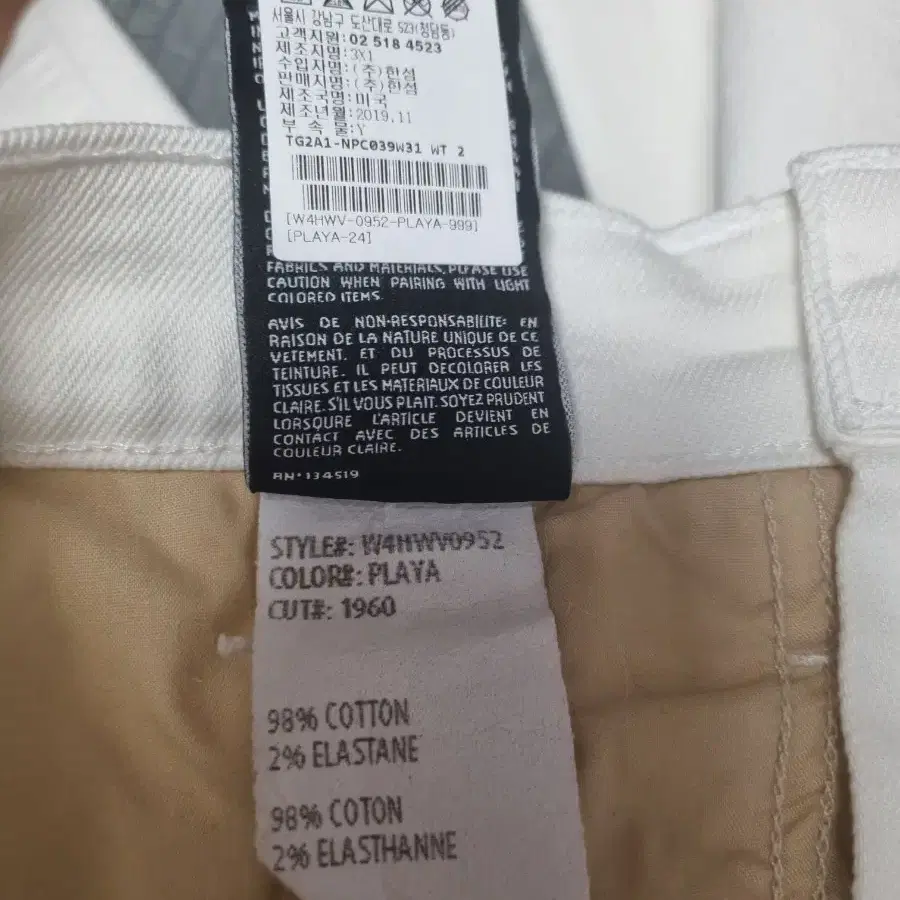 서울시 강남구 도산대로 523(청담동)
고객지원:02 518 4523
제조자명:3X1
수입자명:(주)한섬
판매자명:(주)한섬
제조국명:미국
제조년월:2019.11
부 속 물:Y
TG2A1-NPC039W31 WT 2
[W4HWV-0952-PLAYA-999]
[PLAYA-24]
FABRICS AND MATERIALS, PLEASE USE
CAUTION WHEN PAIRING WITH LIGHT
COLORED ITEMS.
AVIS DE NON-RESPONSABILITE: EN
RAISON DE LA NATURE UNIQUE DE CE
VETEMENT, ET DU PROCESSUS DE
TEINTURE, IL PEUT DECOLORER LES
TISSUES ET LES MATERIAUX DE COULEUR
CLAIRE. S'IL VOUS PLAIT, SOYEZ PRUDENT
LORSQURE L'ARTICLE DEVIENT EN
CONTACT AVEC DES ARTICLES DE
COULEUR CLAIRE.
RN*134519
STYLE#: W4HWV0952
COLOR#: PLAYA
CUT#: 1960
98% COTTON
2% ELASTANE
98% COTON
2% ELASTHANNE